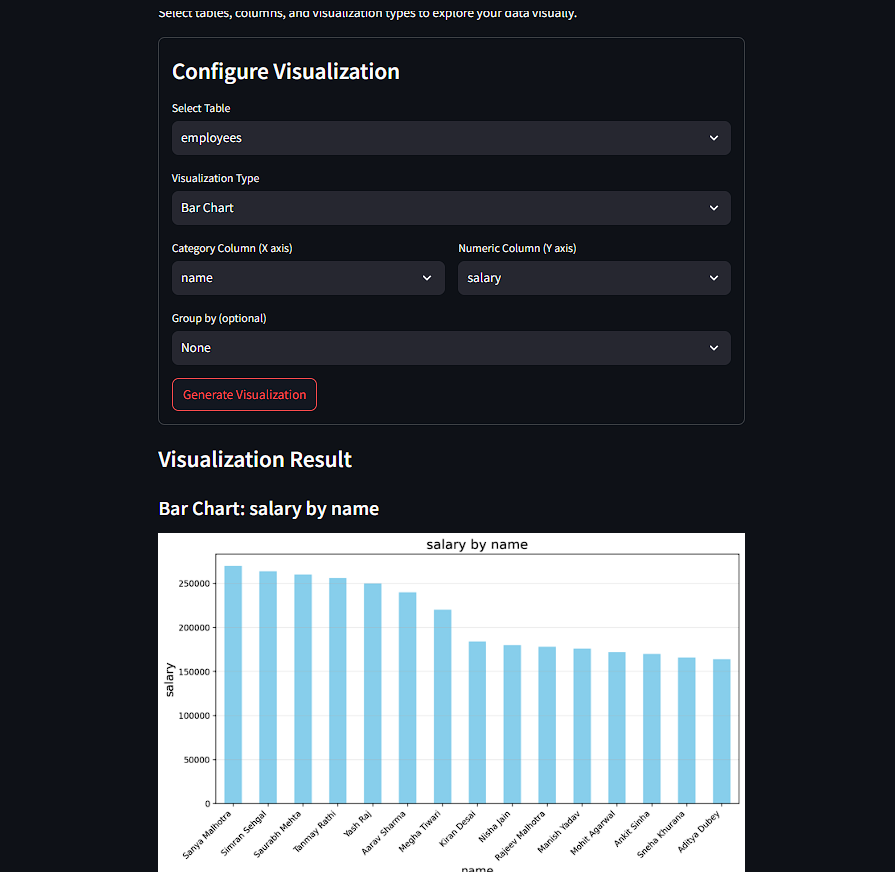 Select tables, columns, and visualization types to explore your data visually.
Configure Visualization
Select Table
employees
Visualization Type
Bar Chart
Category Column (X axis)
Numeric Column (Y axis)
name
salary
Group by (optional)
None
Generate Visualization
Visualization Result
Bar Chart: salary by name
salary by name
salary
250000
200000
150000
100000
50000
0
Sanya Malhotra
Simran Sehgal
Saurabh Mehta
Tanmay Rathi
Yash Raj
Aarav Sharma
Megha Tiwari
Kiran Desai
Nisha Jain
Rajeev Malhotra
Manish Yadav
Mohit Agarwal
Ankit Sinha
Sneha Khurana
Aditya Dubey
name